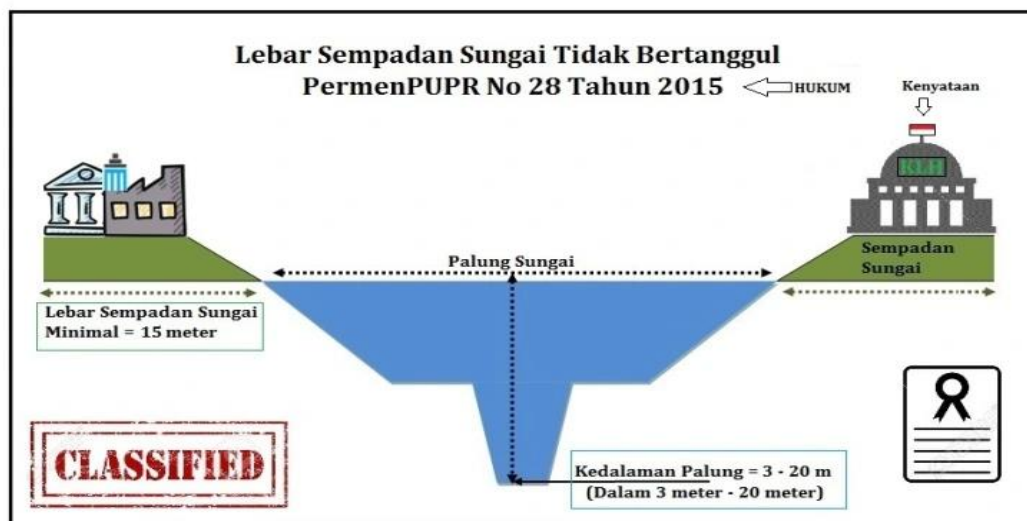 Lebar Sempadan Sungai Tidak Bertanggul
PermenPUPR No 28 Tahun 2015
HUKUM
Kenyataan
KLH
Palung Sungai
Sempadan
Sungai
Lebar Sempadan Sungai
Minimal = 15 meter
CLASSIFIED
Kedalaman Palung = 3 - 20 m
(Dalam 3 meter - 20 meter)